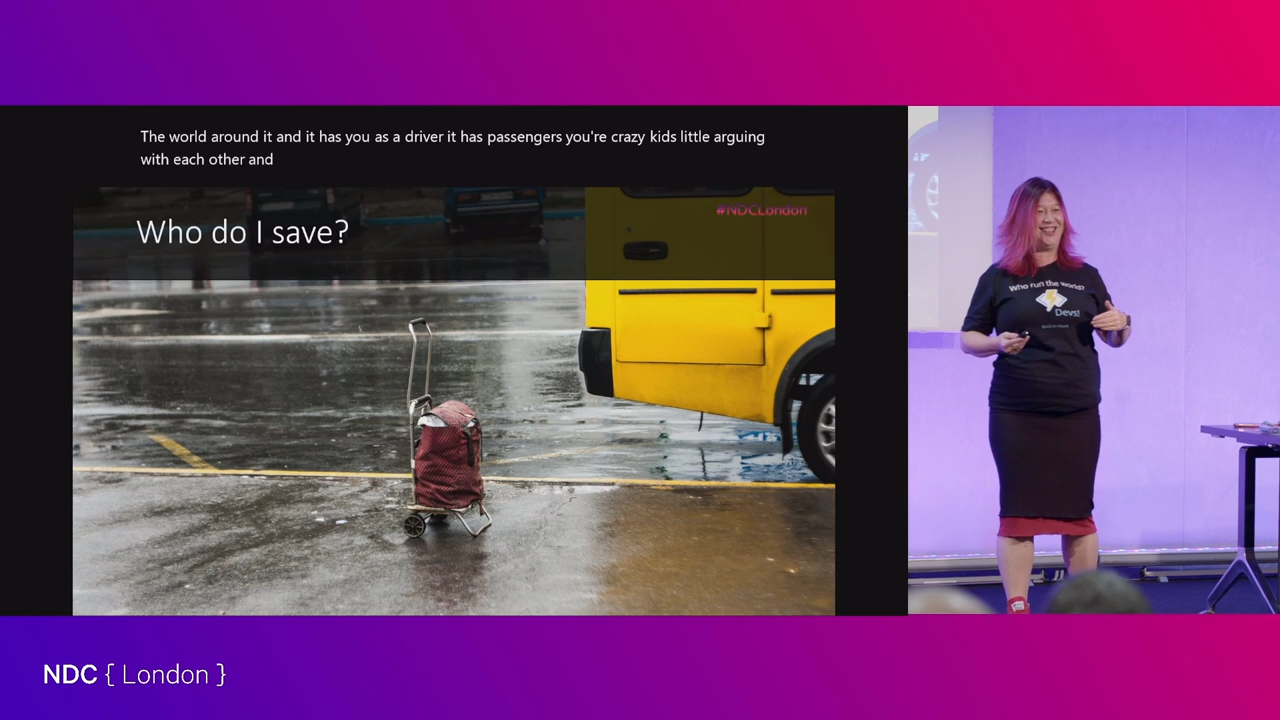 The world around it and it has you as a driver it has passengers you're crazy kids little arguing
with each other and
#NDCLondon
Who do I save?
Who run the world?
Devs!
NDC { London }